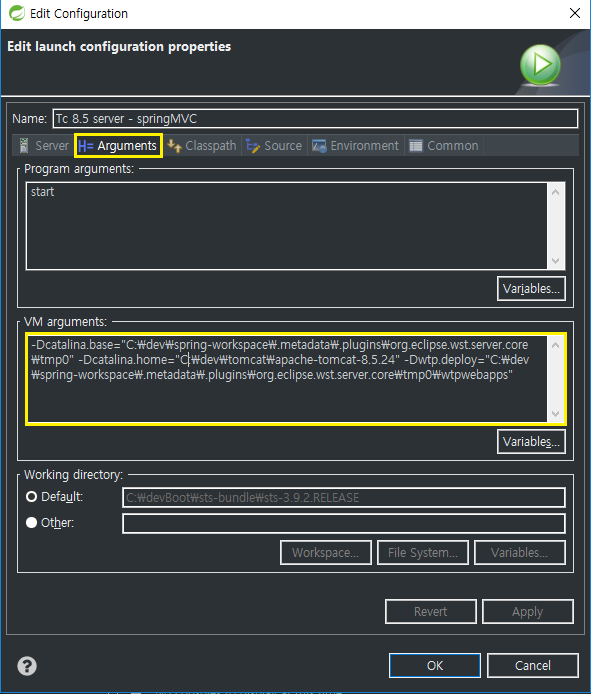 Edit Configuration
Edit launch configuration properties
Name: Tc 8.5 server - springMVC
Server Arguments Classpath Source Environment Common
Program arguments:
start
Variables...
VM arguments:
-Dcatalina.base="C:₩dev₩spring-workspace₩.metadata₩.plugins₩org.eclipse.wst.server.core
₩tmp0" -Dcatalina.home="C:₩dev₩tomcat₩apache-tomcat-8.5.24" -Dwtp.deploy="C:₩dev
₩spring-workspace₩.metadata₩.plugins₩org.eclipse.wst.server.core₩tmp0₩wtpwebapps"
Variables...
Working directory:
Default: C:₩devBoot₩sts-bundle₩sts-3.9.2.RELEASE
Other:
Workspace... File System... Variables...
Revert Apply
OK Cancel